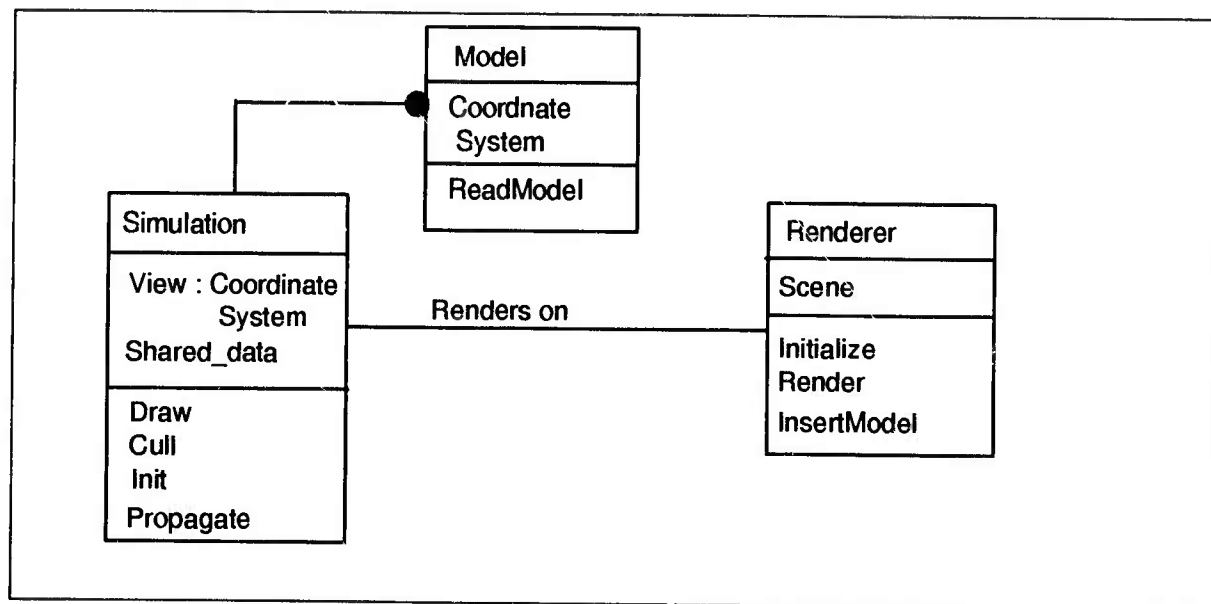 Model
Coordnate
System
ReadModel
Simulation
View : Coordinate
System
Shared_data
Draw
Cull
Init
Propagate
Renders on
Renderer
Scene
Initialize
Render
InsertModel